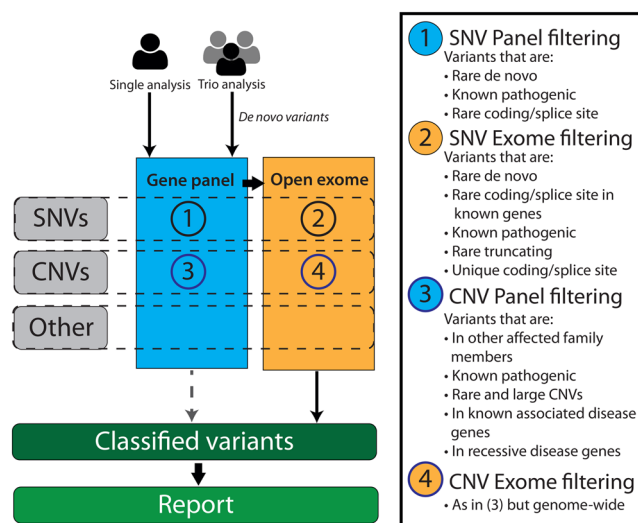 Single analysis
Trio analysis
De novo variants
Gene panel
Open exome
SNVs
1
2
CNVs
3
4
Other
Classified variants
Report
1 SNV Panel filtering
Variants that are:
• Rare de novo
• Known pathogenic
• Rare coding/splice site
2 SNV Exome filtering
Variants that are:
• Rare de novo
• Rare coding/splice site in
known genes
• Known pathogenic
• Rare truncating
• Unique coding/splice site
3 CNV Panel filtering
Variants that are:
• In other affected family
members
• Known pathogenic
• Rare and large CNVs
• In known associated disease
genes
• In recessive disease genes
4 CNV Exome filtering
• As in (3) but genome-wide